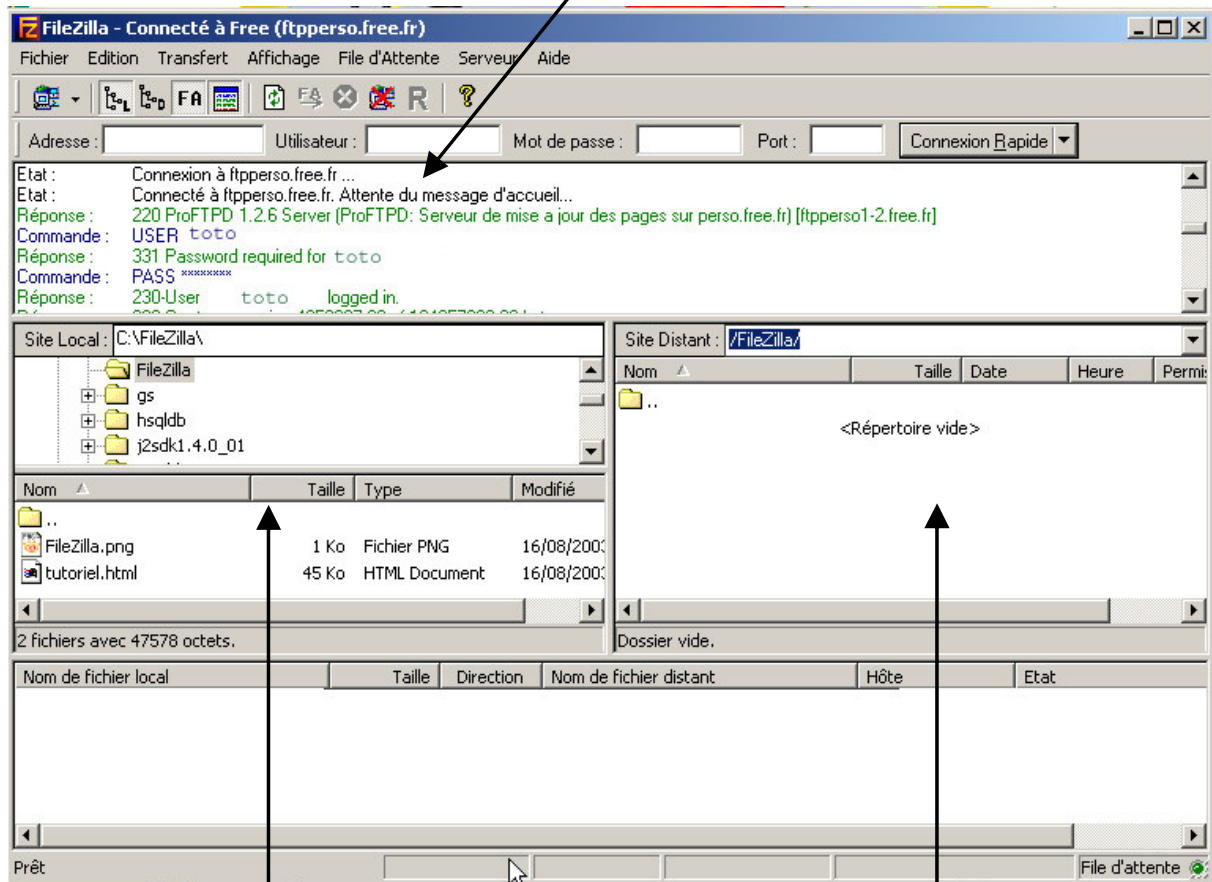 FileZilla - Connecté à Free (ftpperso.free.fr)
Fichier Edition Transfert Affichage File d'Attente Serveur Aide
FA R ?
Adresse : Utilisateur : Mot de passe : Port : Connexion Rapide
Etat : Connexion à ftpperso.free.fr ...
Etat : Connecté à ftpperso.free.fr. Attente du message d'accueil...
Réponse : 220 ProFTPD 1.2.6 Server (ProFTPD: Serveur de mise a jour des pages sur perso.free.fr) [ftpperso1-2.free.fr]
Commande : USER toto
Réponse : 331 Password required for toto
Commande : PASS ********
Réponse : 230-User toto logged in.
Site Local : C:\FileZilla\
FileZilla
gs
hsqldb
j2sdk1.4.0_01
Nom Taille Type Modifié
..
FileZilla.png 1 Ko Fichier PNG 16/08/2003
tutoriel.html 45 Ko HTML Document 16/08/2003
2 fichiers avec 47578 octets.
Site Distant : /FileZilla/
Nom Taille Date Heure Permis
..
<Répertoire vide>
Dossier vide.
Nom de fichier local Taille Direction Nom de fichier distant Hôte Etat
Prêt File d'attente